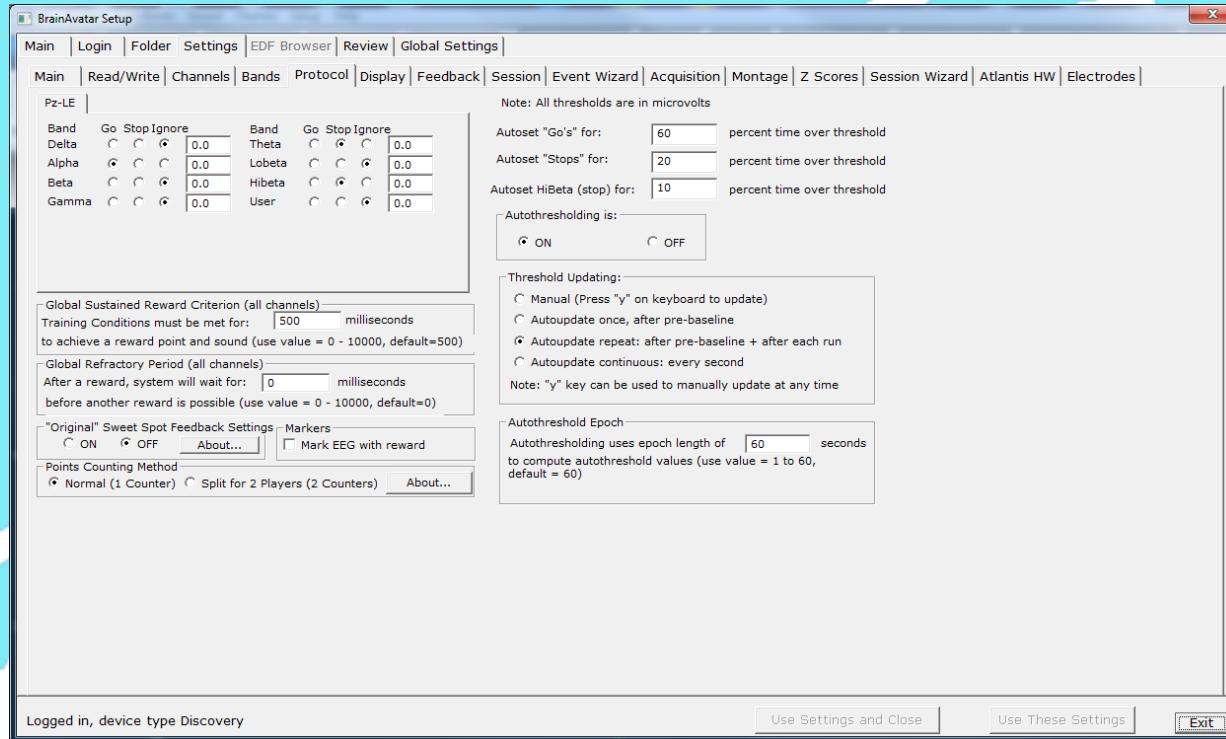 BrainAvatar Setup
Main Login Folder Settings EDF Browser Review Global Settings
Main Read/Write Channels Bands Protocol Display Feedback Session Event Wizard Acquisition Montage Z Scores Session Wizard Atlantis HW Electrodes
Pz-LE
Band Go Stop Ignore Band Go Stop Ignore
Delta 0.0 Theta 0.0
Alpha 0.0 Lobeta 0.0
Beta 0.0 Hibeta 0.0
Gamma 0.0 User 0.0
Global Sustained Reward Criterion (all channels)
Training Conditions must be met for: 500 milliseconds
to achieve a reward point and sound (use value = 0 - 10000, default=500)
Global Refractory Period (all channels)
After a reward, system will wait for: 0 milliseconds
before another reward is possible (use value = 0 - 10000, default=0)
"Original" Sweet Spot Feedback Settings Markers
ON OFF About... Mark EEG with reward
Points Counting Method
Normal (1 Counter) Split for 2 Players (2 Counters) About...
Note: All thresholds are in microvolts
Autoset "Go's" for: 60 percent time over threshold
Autoset "Stops" for: 20 percent time over threshold
Autoset HiBeta (stop) for: 10 percent time over threshold
Autothresholding is:
ON OFF
Threshold Updating:
Manual (Press "y" on keyboard to update)
Autoupdate once, after pre-baseline
Autoupdate repeat: after pre-baseline + after each run
Autoupdate continuous: every second
Note: "y" key can be used to manually update at any time
Autothreshold Epoch
Autothresholding uses epoch length of 60 seconds
to compute autothreshold values (use value = 1 to 60,
default = 60)
Logged in, device type Discovery Use Settings and Close Use These Settings Exit